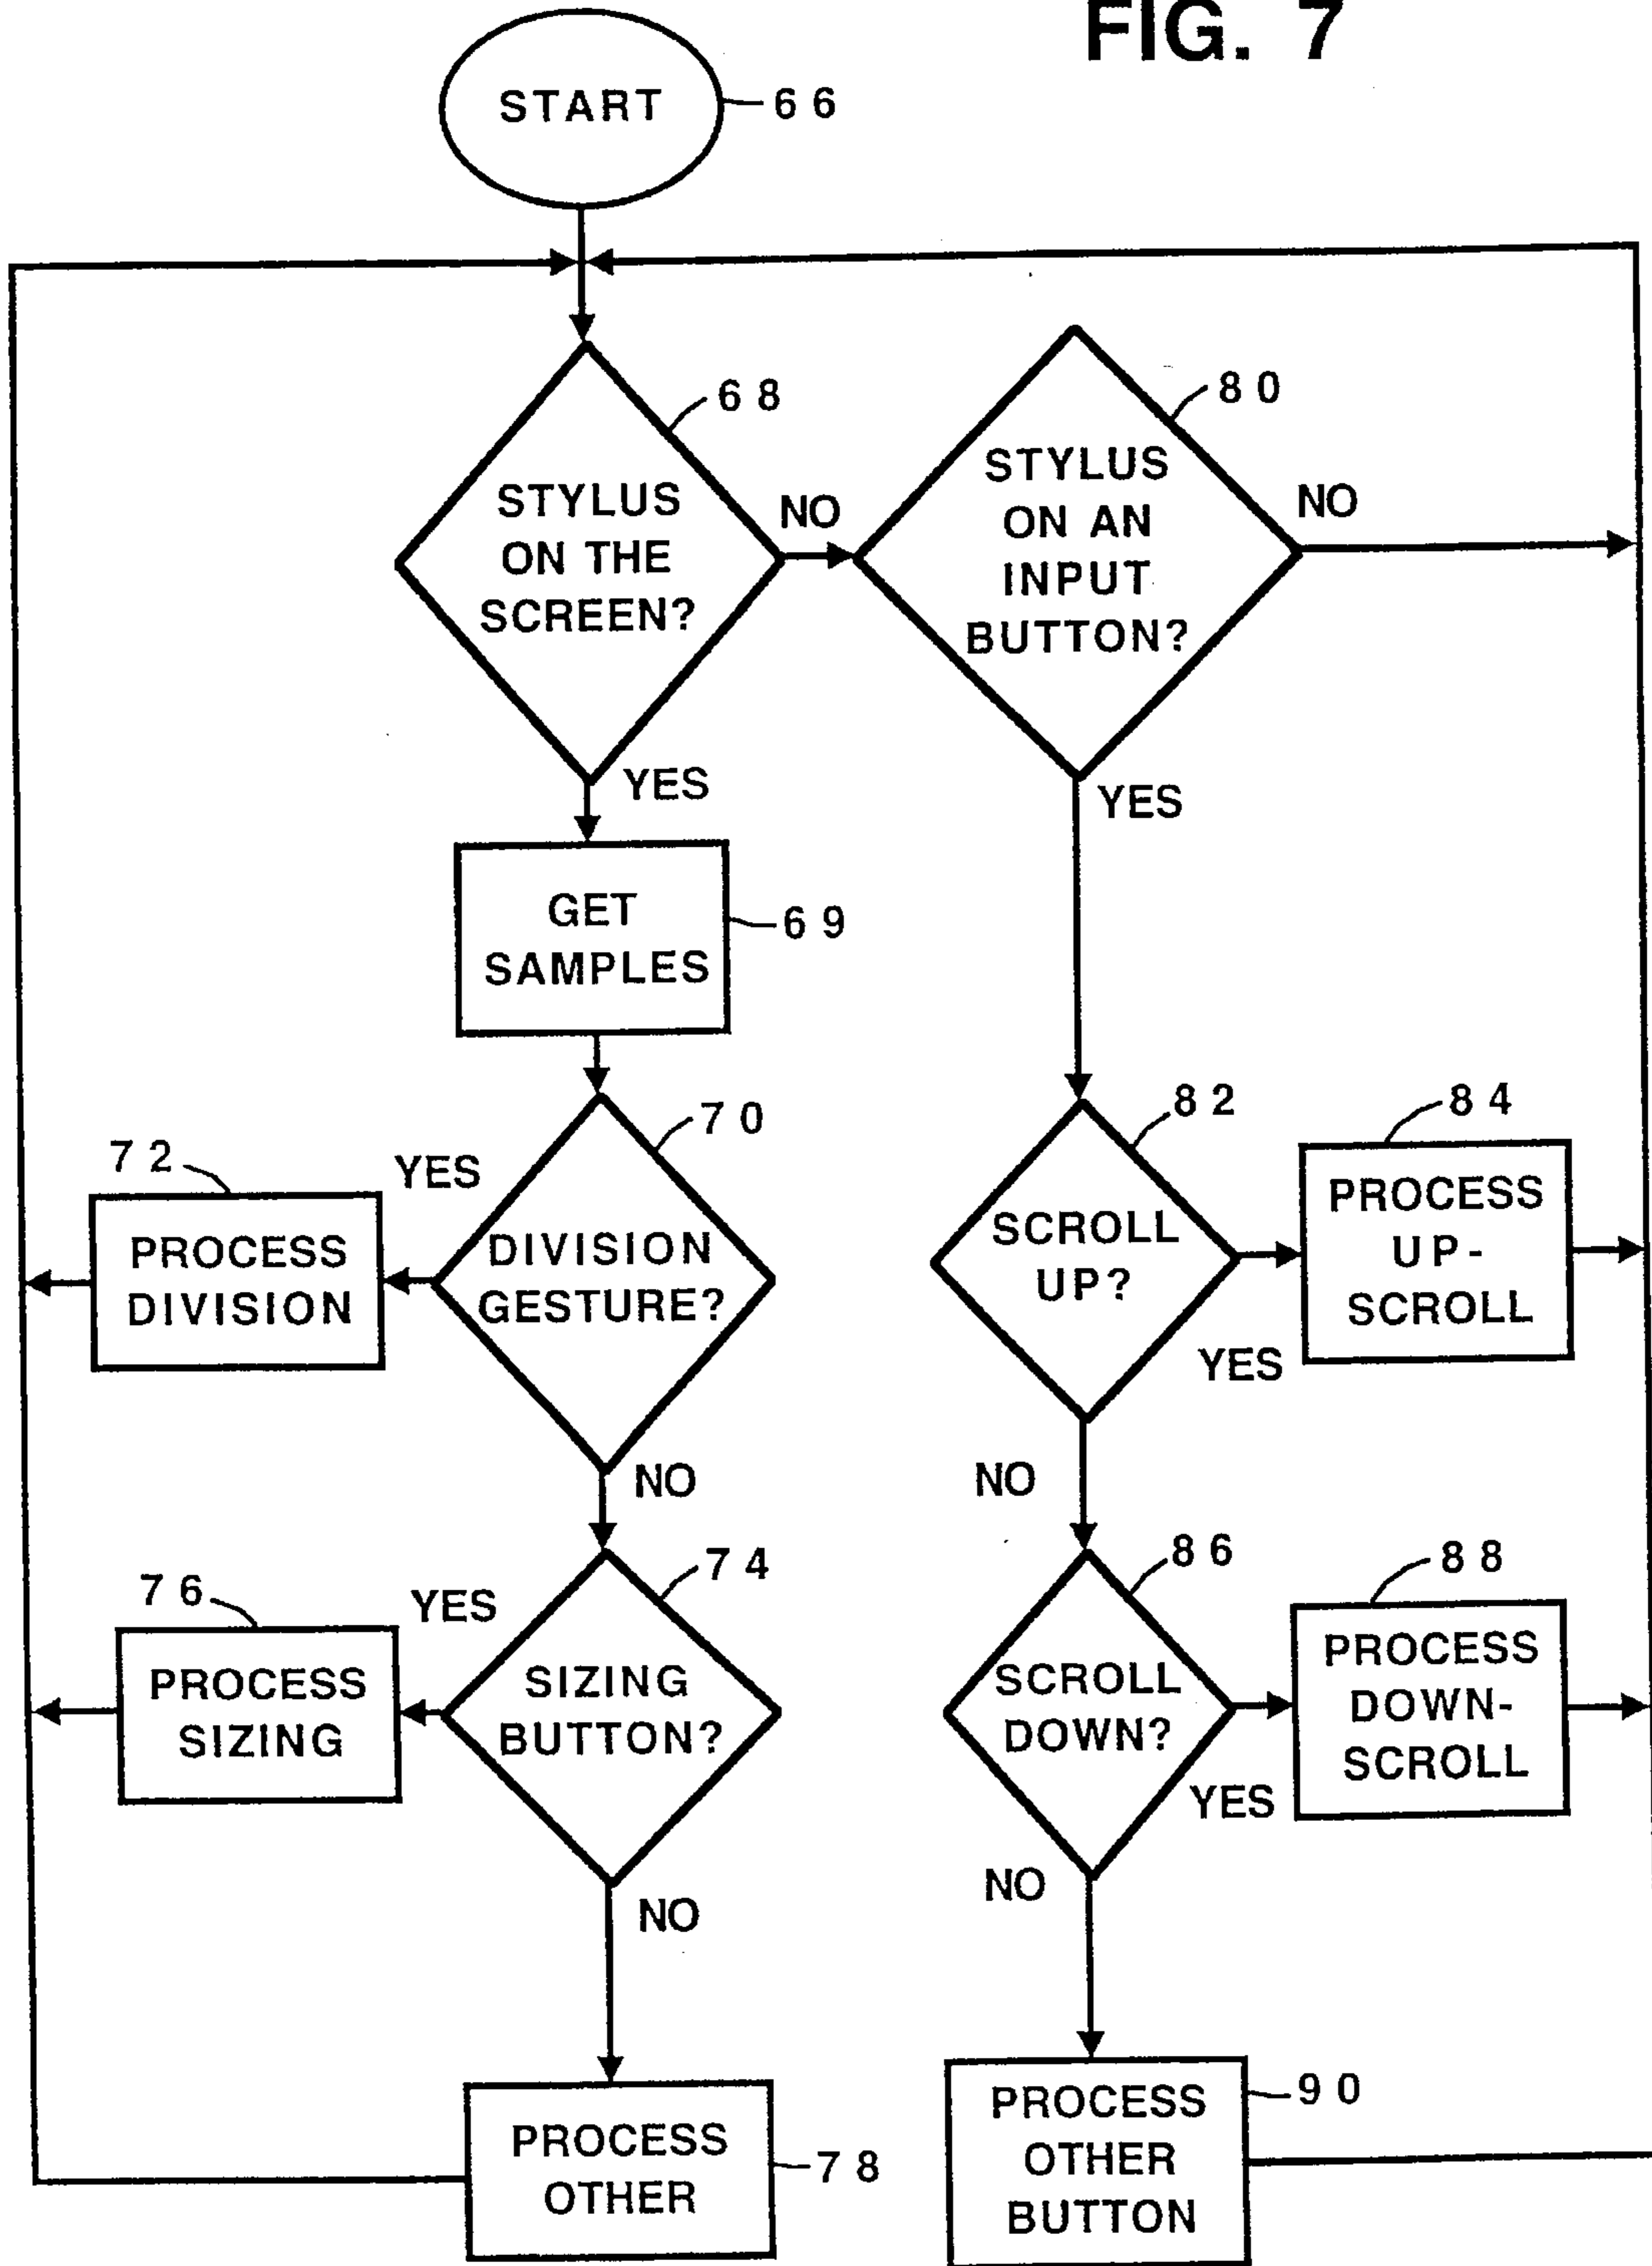 FIG. 7
START
66
68
STYLUS
ON THE
SCREEN?
NO
YES
80
STYLUS
ON AN
INPUT
BUTTON?
NO
YES
GET
SAMPLES
69
70
DIVISION
GESTURE?
YES
NO
72
PROCESS
DIVISION
82
SCROLL
UP?
YES
NO
84
PROCESS
UP-
SCROLL
74
SIZING
BUTTON?
YES
NO
76
PROCESS
SIZING
86
SCROLL
DOWN?
YES
NO
88
PROCESS
DOWN-
SCROLL
PROCESS
OTHER
78
PROCESS
OTHER
BUTTON
90